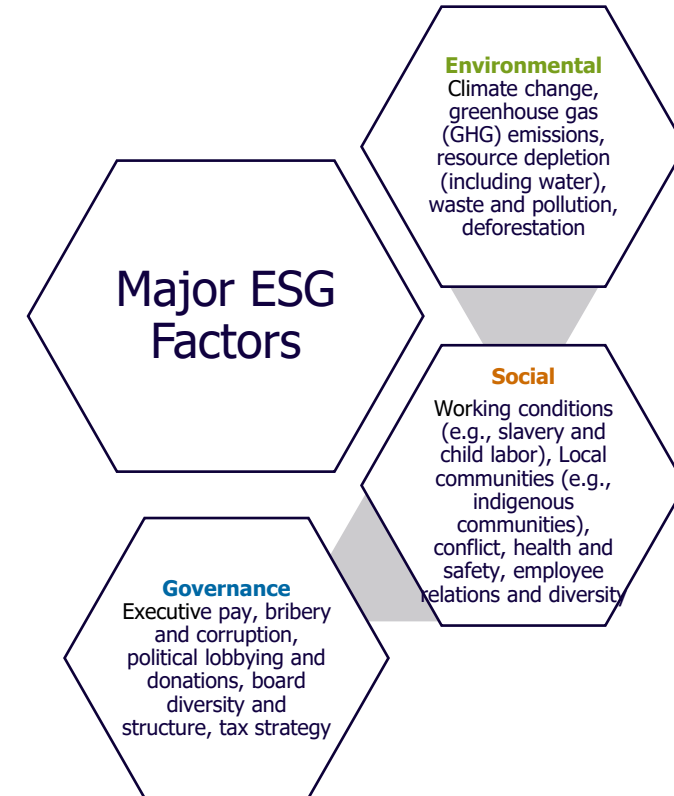 Major ESG
Factors
Environmental
Climate change,
greenhouse gas
(GHG) emissions,
resource depletion
(including water),
waste and pollution,
deforestation
Social
Working conditions
(e.g., slavery and
child labor), Local
communities (e.g.,
indigenous
communities),
conflict, health and
safety, employee
relations and diversity
Governance
Executive pay, bribery
and corruption,
political lobbying and
donations, board
diversity and
structure, tax strategy